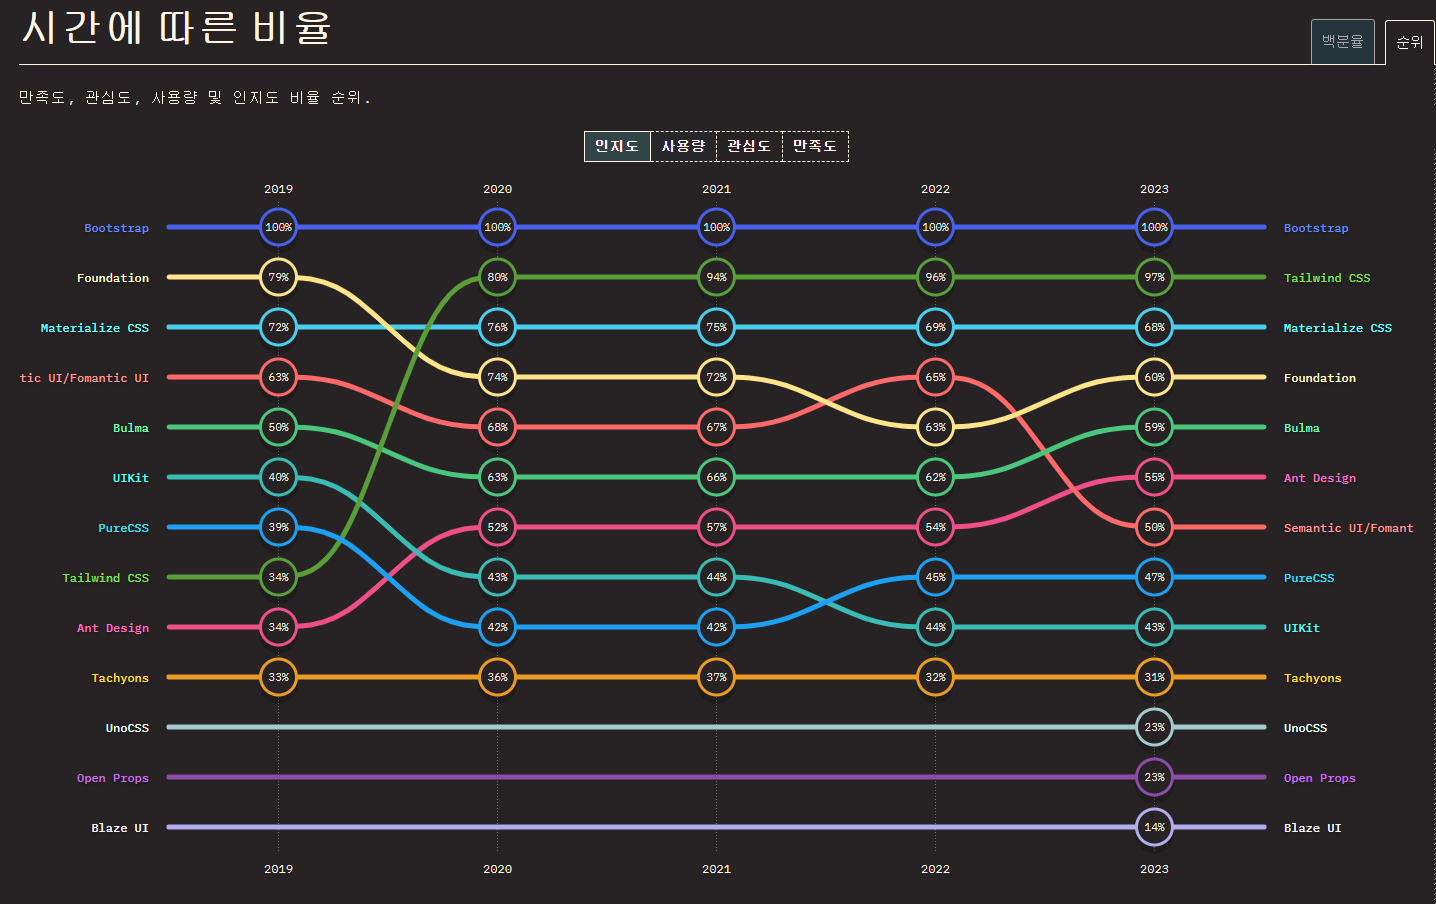 시간에 따른 비율
백분율 순위
만족도, 관심도, 사용량 및 인지도 비율 순위.
인지도 사용량 관심도 만족도
2019 2020 2021 2022 2023
Bootstrap 100% 100% 100% 100% 100% Bootstrap
Foundation 79% 80% 94% 96% 97% Tailwind CSS
Materialize CSS 72% 76% 75% 69% 68% Materialize CSS
tic UI/Fomantic UI 63% 74% 72% 65% 60% Foundation
Bulma 50% 68% 67% 63% 59% Bulma
UIKit 40% 63% 66% 62% 55% Ant Design
PureCSS 39% 52% 57% 54% 50% Semantic UI/Fomant
Tailwind CSS 34% 43% 44% 45% 47% PureCSS
Ant Design 34% 42% 42% 44% 43% UIKit
Tachyons 33% 36% 37% 32% 31% Tachyons
UnoCSS 23% UnoCSS
Open Props 23% Open Props
Blaze UI 14% Blaze UI
2019 2020 2021 2022 2023